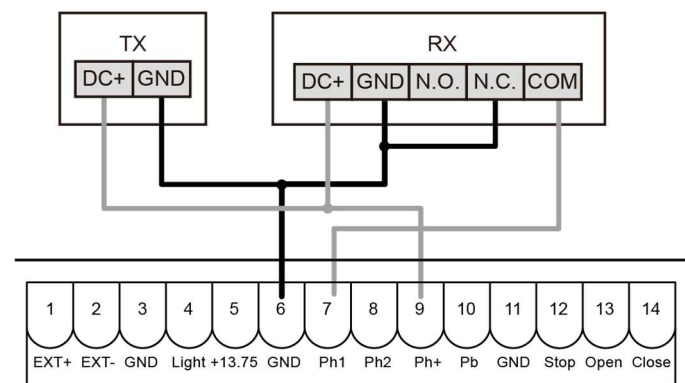 TX RX
DC+ GND DC+ GND N.O. N.C. COM
1 2 3 4 5 6 7 8 9 10 11 12 13 14
EXT+ EXT- GND Light +13.75 GND Ph1 Ph2 Ph+ Pb GND Stop Open Close